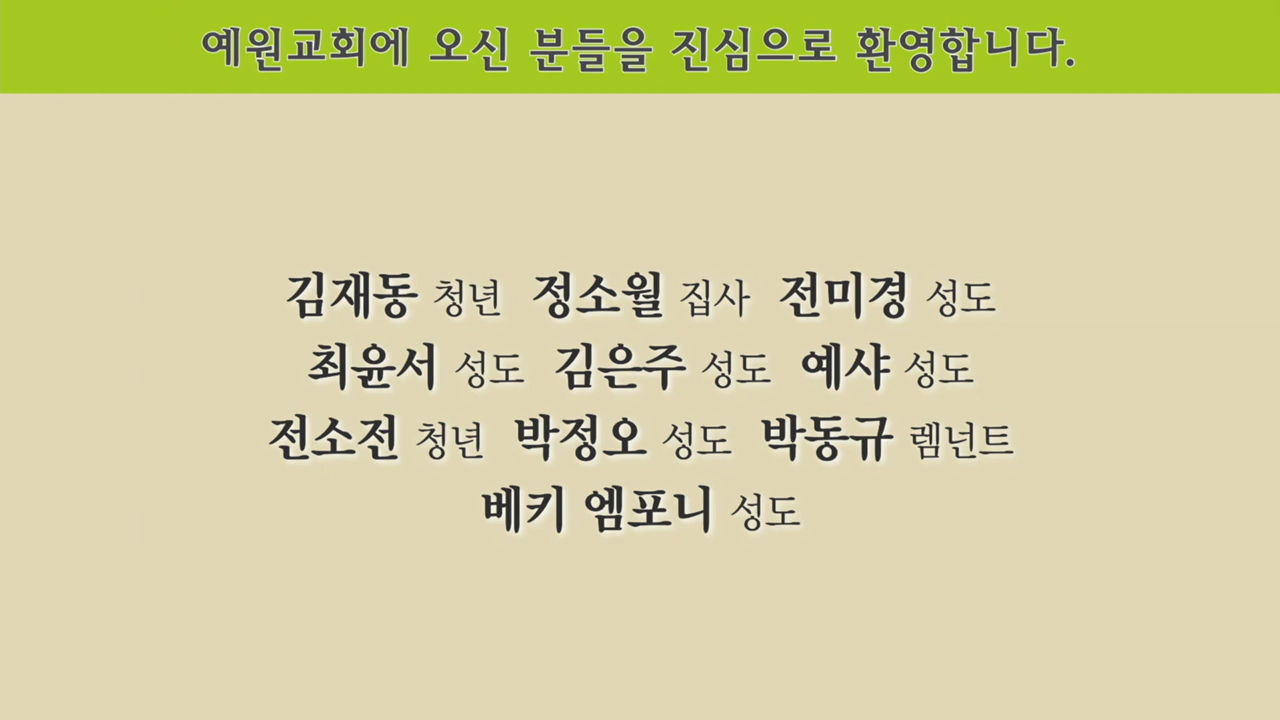 예원교회에 오신 분들을 진심으로 환영합니다.
김재동 청년 정소월 집사 전미경 성도
최윤서 성도 김은주 성도 예샤 성도
전소전 청년 박정오 성도 박동규 렘넌트
베키 엠포니 성도